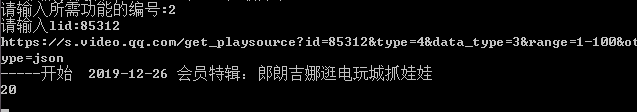 请输入所需功能的编号:2
请输入lid:85312
https://s.video.qq.com/get_playsource?id=85312&type=4&data_type=3&range=1-100&ot
ype=json
-----开始  2019-12-26 会员特辑：郎朗吉娜逛电玩城抓娃娃
20